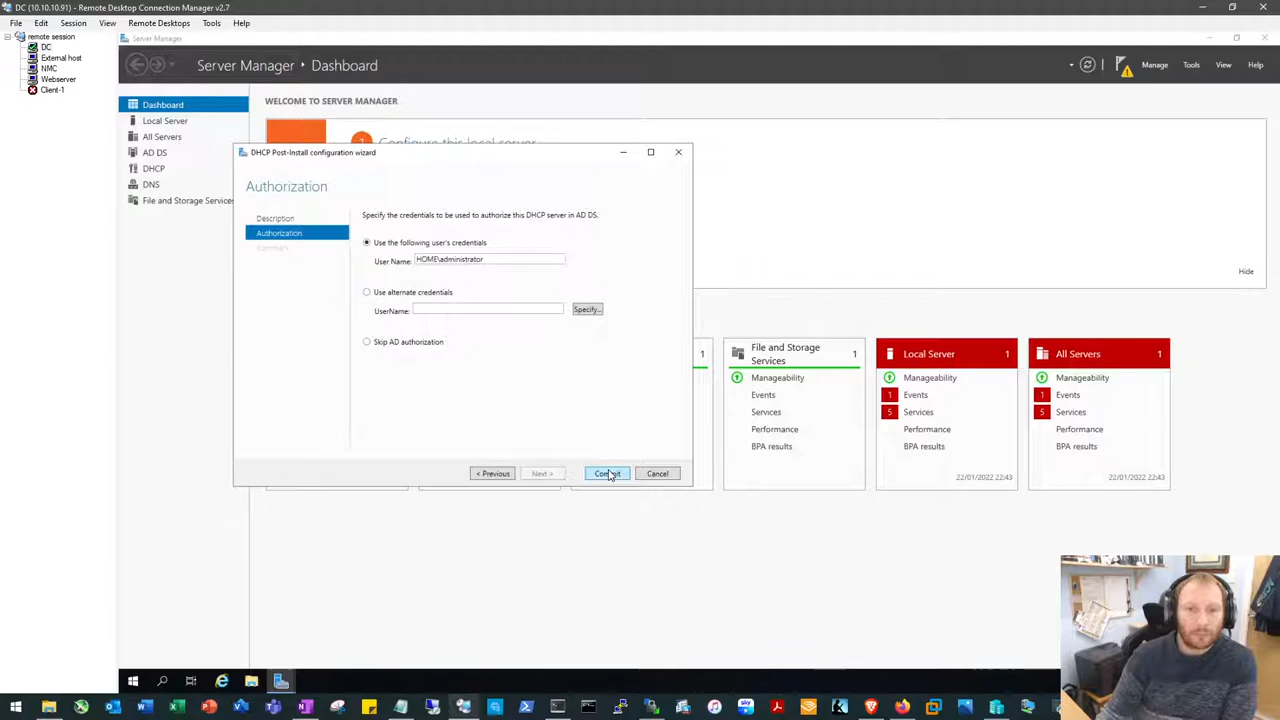 DC (10.10.10.91) - Remote Desktop Connection Manager v2.7
File Edit Session View Remote Desktops Tools Help
remote session
DC
External host
NMC
Webserver
Client-1
Server Manager
Server Manager • Dashboard
Manage Tools View Help
Dashboard
Local Server
All Servers
AD DS
DHCP
DNS
File and Storage Services
WELCOME TO SERVER MANAGER
1 Configure this local server
Hide
DHCP Post-Install configuration wizard
Authorization
Description
Authorization
Summary
Specify the credentials to be used to authorize this DHCP server in AD DS.
Use the following user's credentials
User Name: HOME\administrator
Use alternate credentials
UserName: Specify...
Skip AD authorization
< Previous Next > Commit Cancel
1
File and Storage Services 1
Manageability
Events
Services
Performance
BPA results
Local Server 1
Manageability
1 Events
5 Services
Performance
BPA results
22/01/2022 22:43
All Servers 1
Manageability
1 Events
5 Services
Performance
BPA results
22/01/2022 22:43